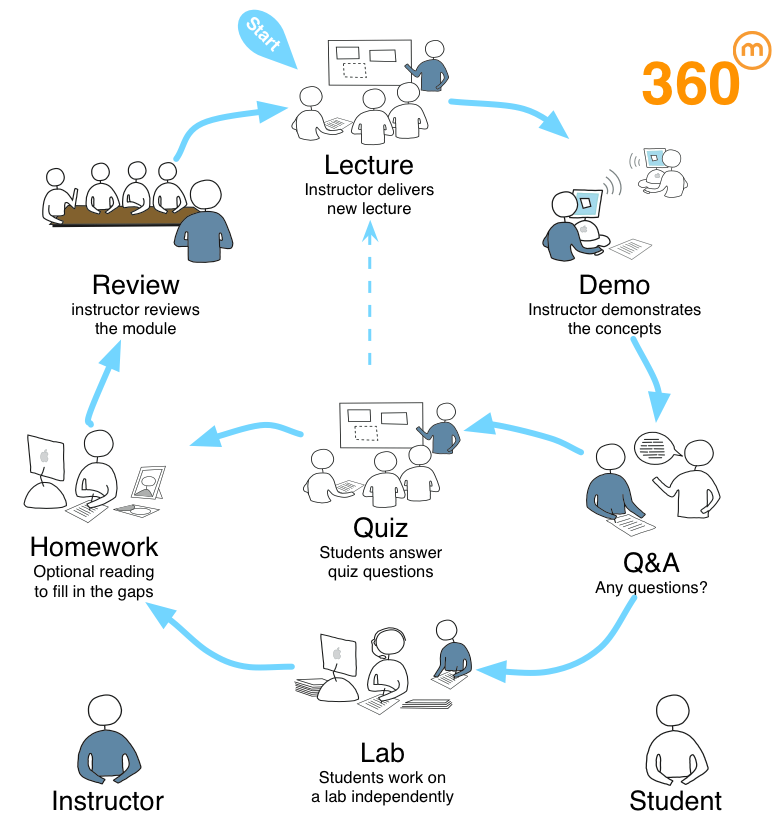 Start
360
m
Lecture
Instructor delivers
new lecture
Review
instructor reviews
the module
Demo
Instructor demonstrates
the concepts
Homework
Optional reading
to fill in the gaps
Quiz
Students answer
quiz questions
Q&A
Any questions?
Lab
Students work on
a lab independently
Instructor
Student